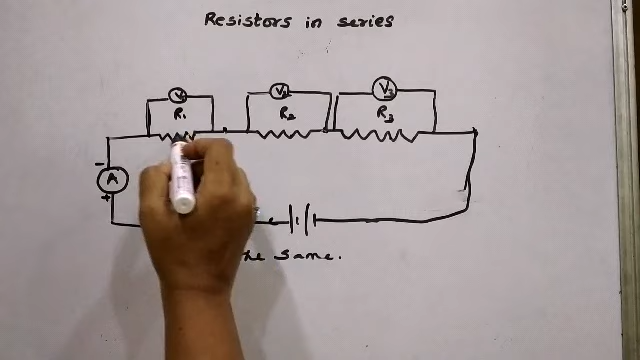 Resistors in series
V V2 V3
R1 R2 R3
-
A
+
the same.